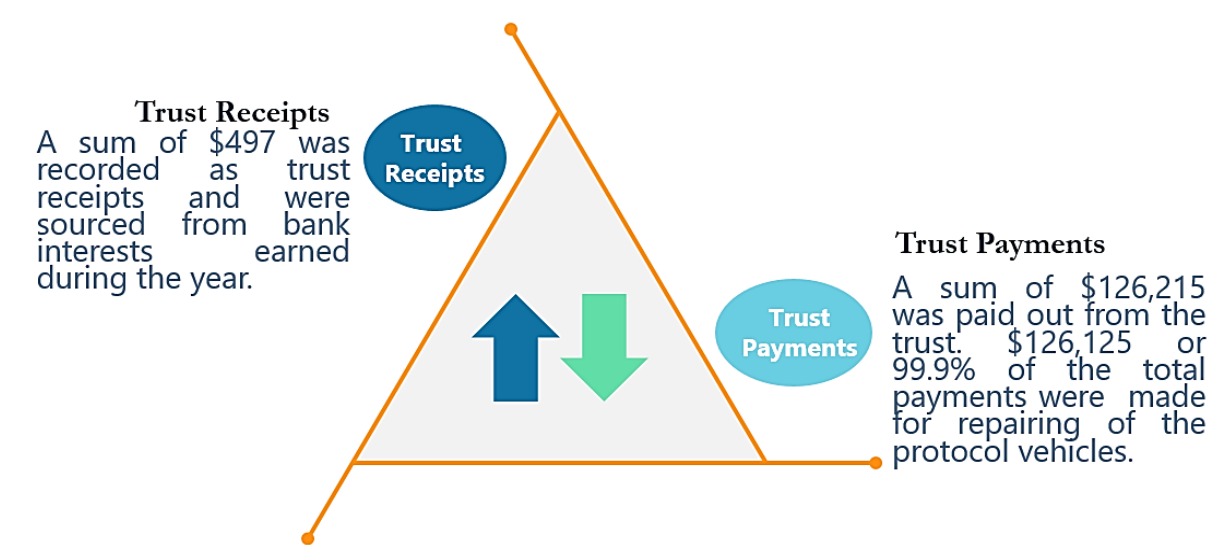 Trust Receipts
A sum of $497 was
recorded as trust
receipts and were
sourced from bank
interests earned
during the year.
Trust
Receipts
Trust Payments
A sum of $126,215
was paid out from the
trust. $126,125 or
99.9% of the total
payments were made
for repairing of the
protocol vehicles.
Trust
Payments